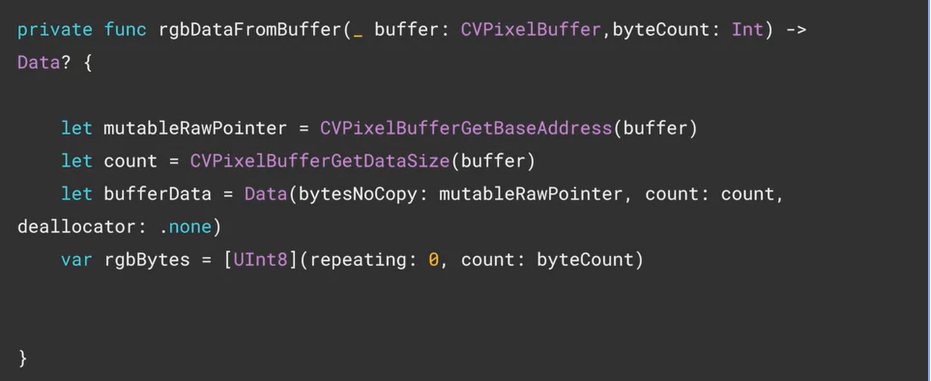 private func rgbDataFromBuffer(_ buffer: CVPixelBuffer,byteCount: Int) ->
Data? {
    let mutableRawPointer = CVPixelBufferGetBaseAddress(buffer)
    let count = CVPixelBufferGetDataSize(buffer)
    let bufferData = Data(bytesNoCopy: mutableRawPointer, count: count,
deallocator: .none)
    var rgbBytes = [UInt8](repeating: 0, count: byteCount)
}